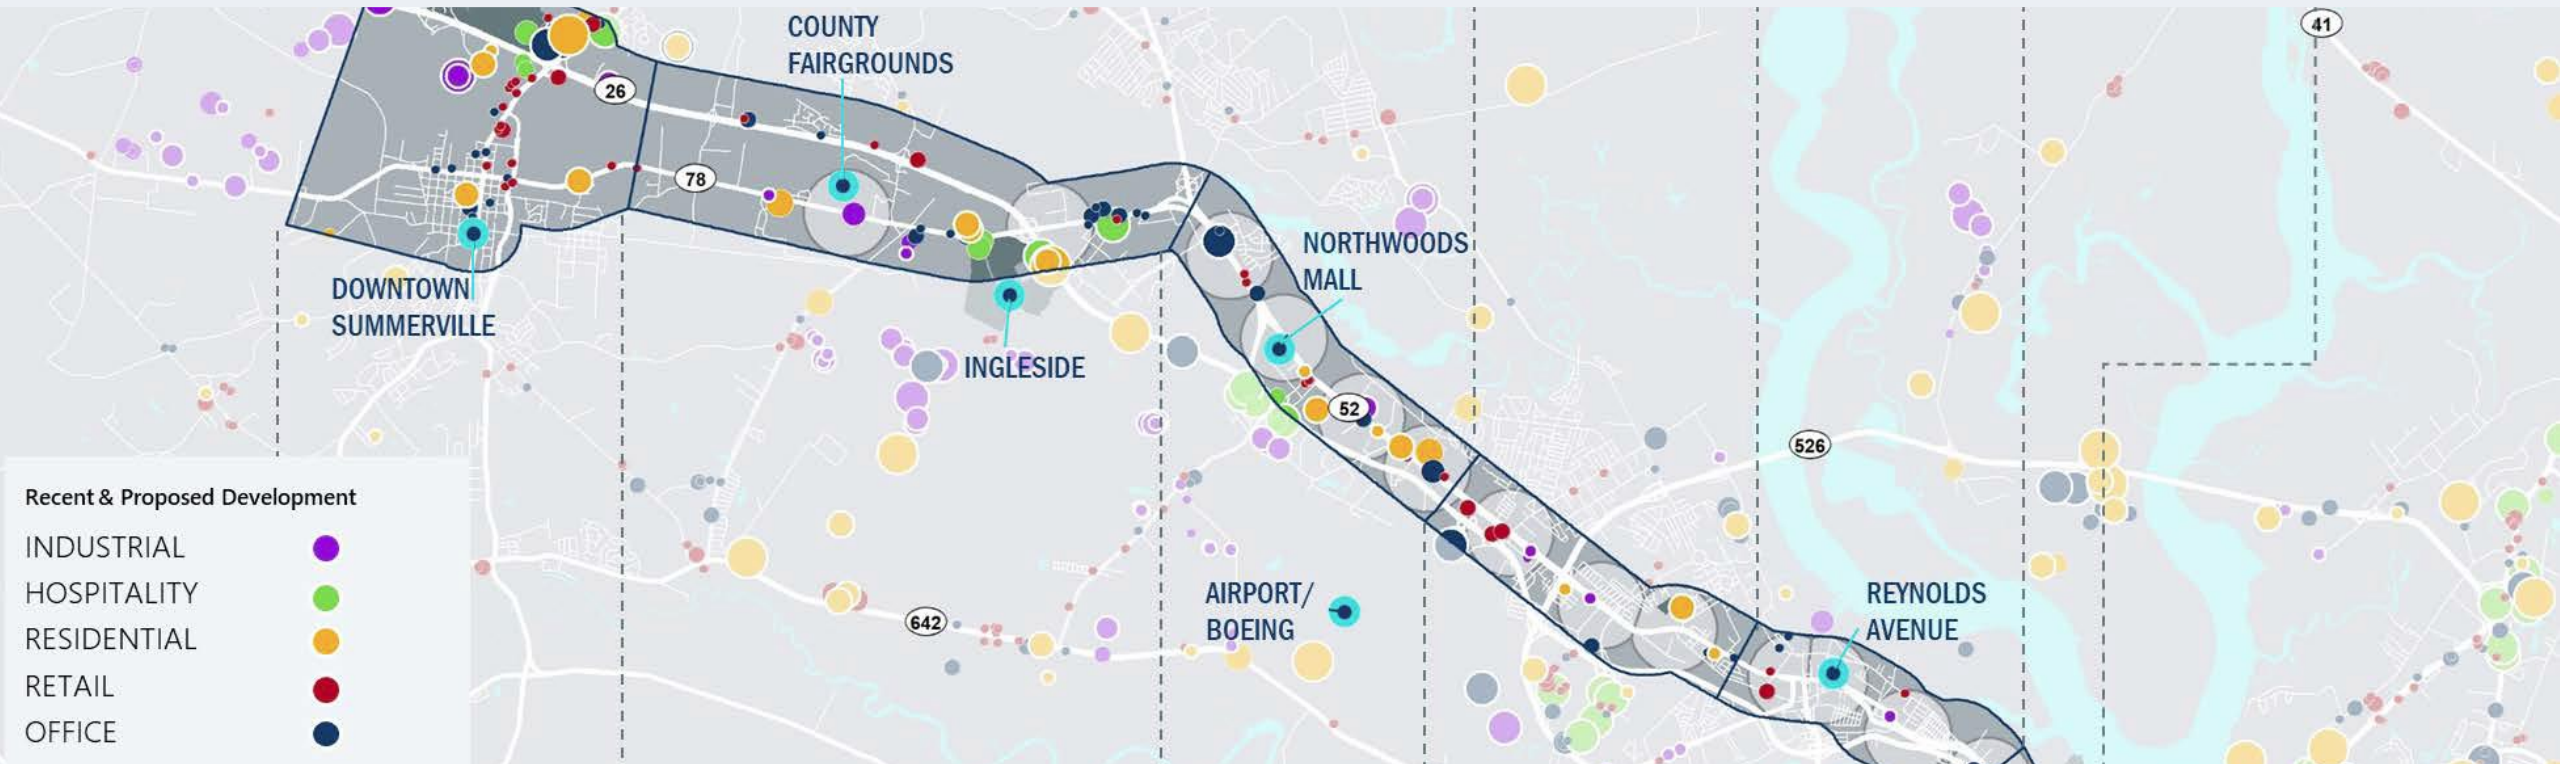 COUNTY
FAIRGROUNDS
41
26
78
NORTHWOODS
MALL
DOWNTOWN
SUMMERVILLE
INGLESIDE
52
526
Recent & Proposed Development
INDUSTRIAL
HOSPITALITY
RESIDENTIAL
RETAIL
OFFICE
642
AIRPORT/
BOEING
REYNOLDS
AVENUE